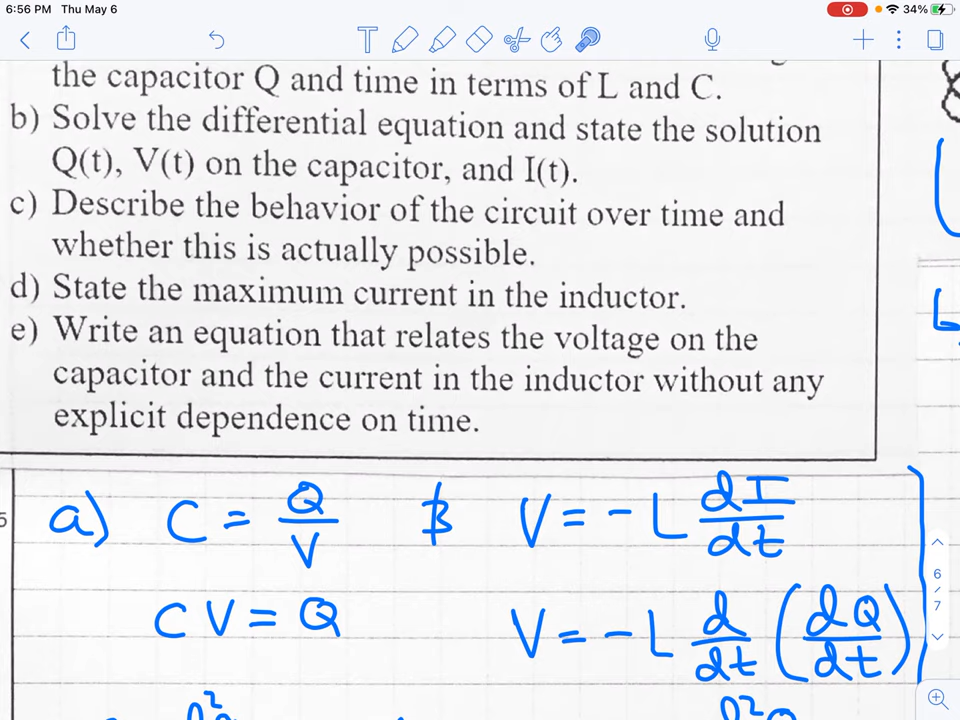 6:56 PM Thu May 6
34%
the capacitor Q and time in terms of L and C.
b) Solve the differential equation and state the solution
Q(t), V(t) on the capacitor, and I(t).
c) Describe the behavior of the circuit over time and
whether this is actually possible.
d) State the maximum current in the inductor.
e) Write an equation that relates the voltage on the
capacitor and the current in the inductor without any
explicit dependence on time.
a) C = Q/V & V = -L dI/dt
CV = Q V = -L d/dt (dQ/dt)
6/7